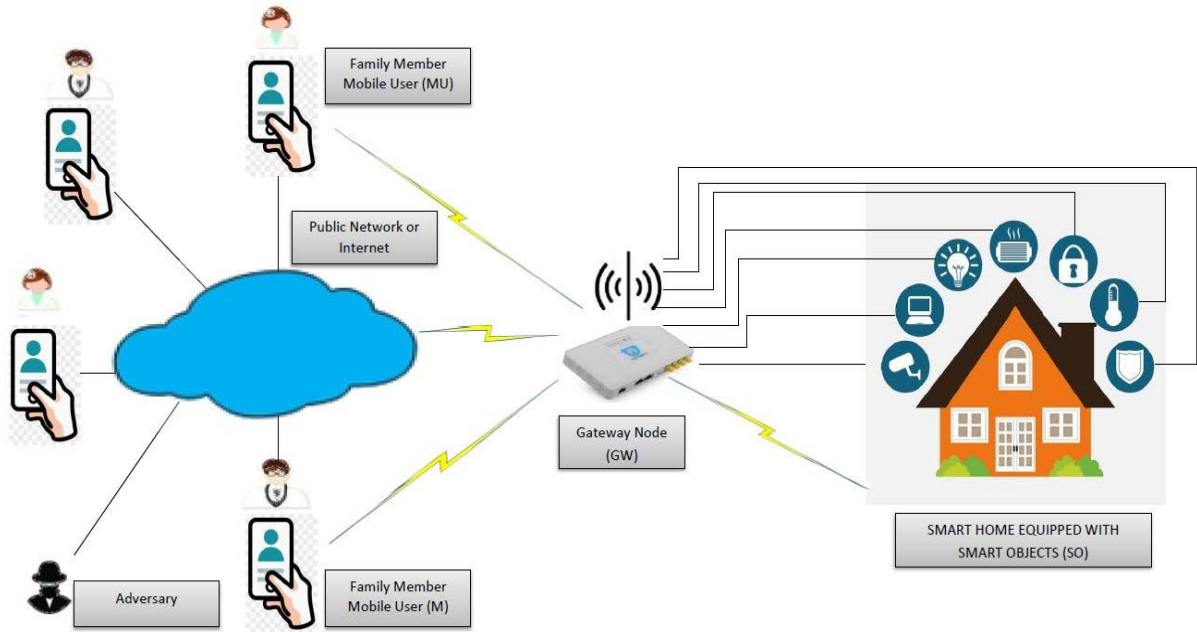 Family Member
Mobile User (MU)
Public Network or
Internet
Gateway Node
(GW)
SMART HOME EQUIPPED WITH
SMART OBJECTS (SO)
Adversary
Family Member
Mobile User (M)